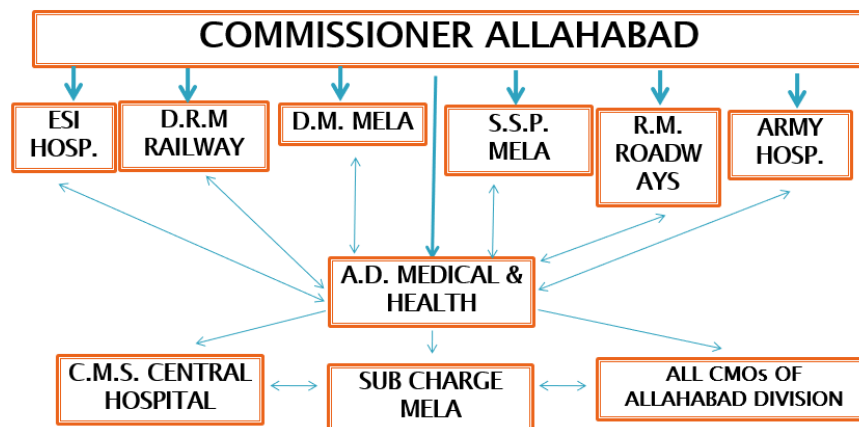 COMMISSIONER ALLAHABAD
ESI
HOSP.
D.R.M
RAILWAY
D.M. MELA
S.S.P.
MELA
R.M.
ROADW
AYS
ARMY
HOSP.
A.D. MEDICAL &
HEALTH
C.M.S. CENTRAL
HOSPITAL
SUB CHARGE
MELA
ALL CMOs OF
ALLAHABAD DIVISION